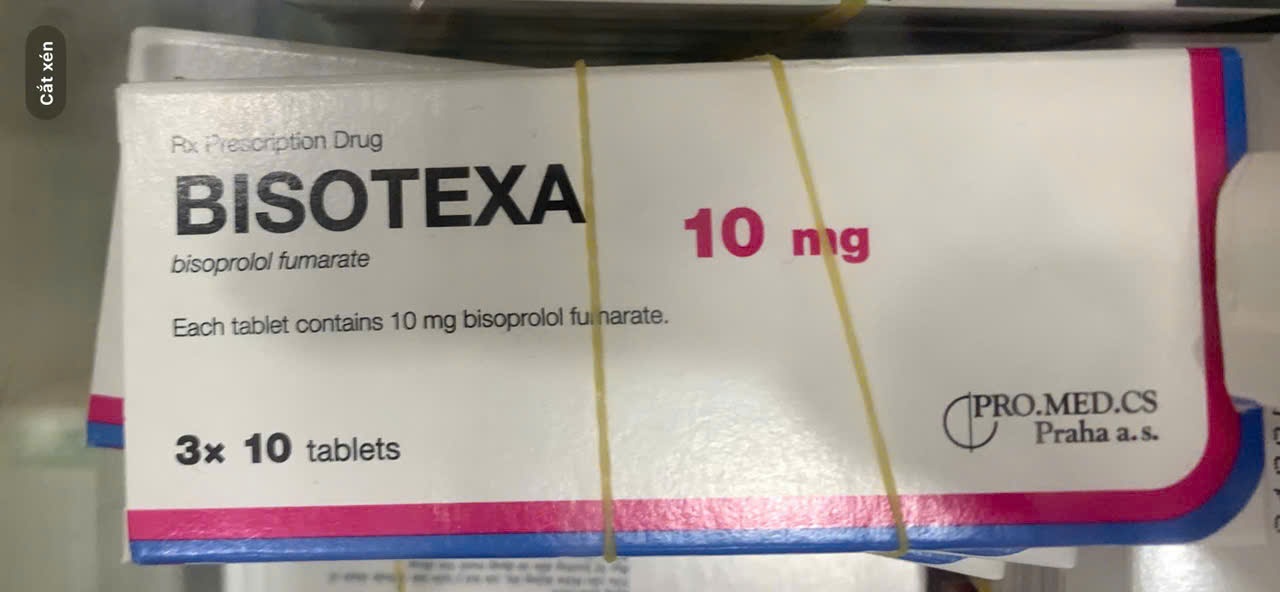 Cắt xén
Rx Prescription Drug
BISOTEXA
bisoprolol fumarate
10 mg
Each tablet contains 10 mg bisoprolol fumarate.
3x 10 tablets
PRO.MED.CS
Praha a.s.